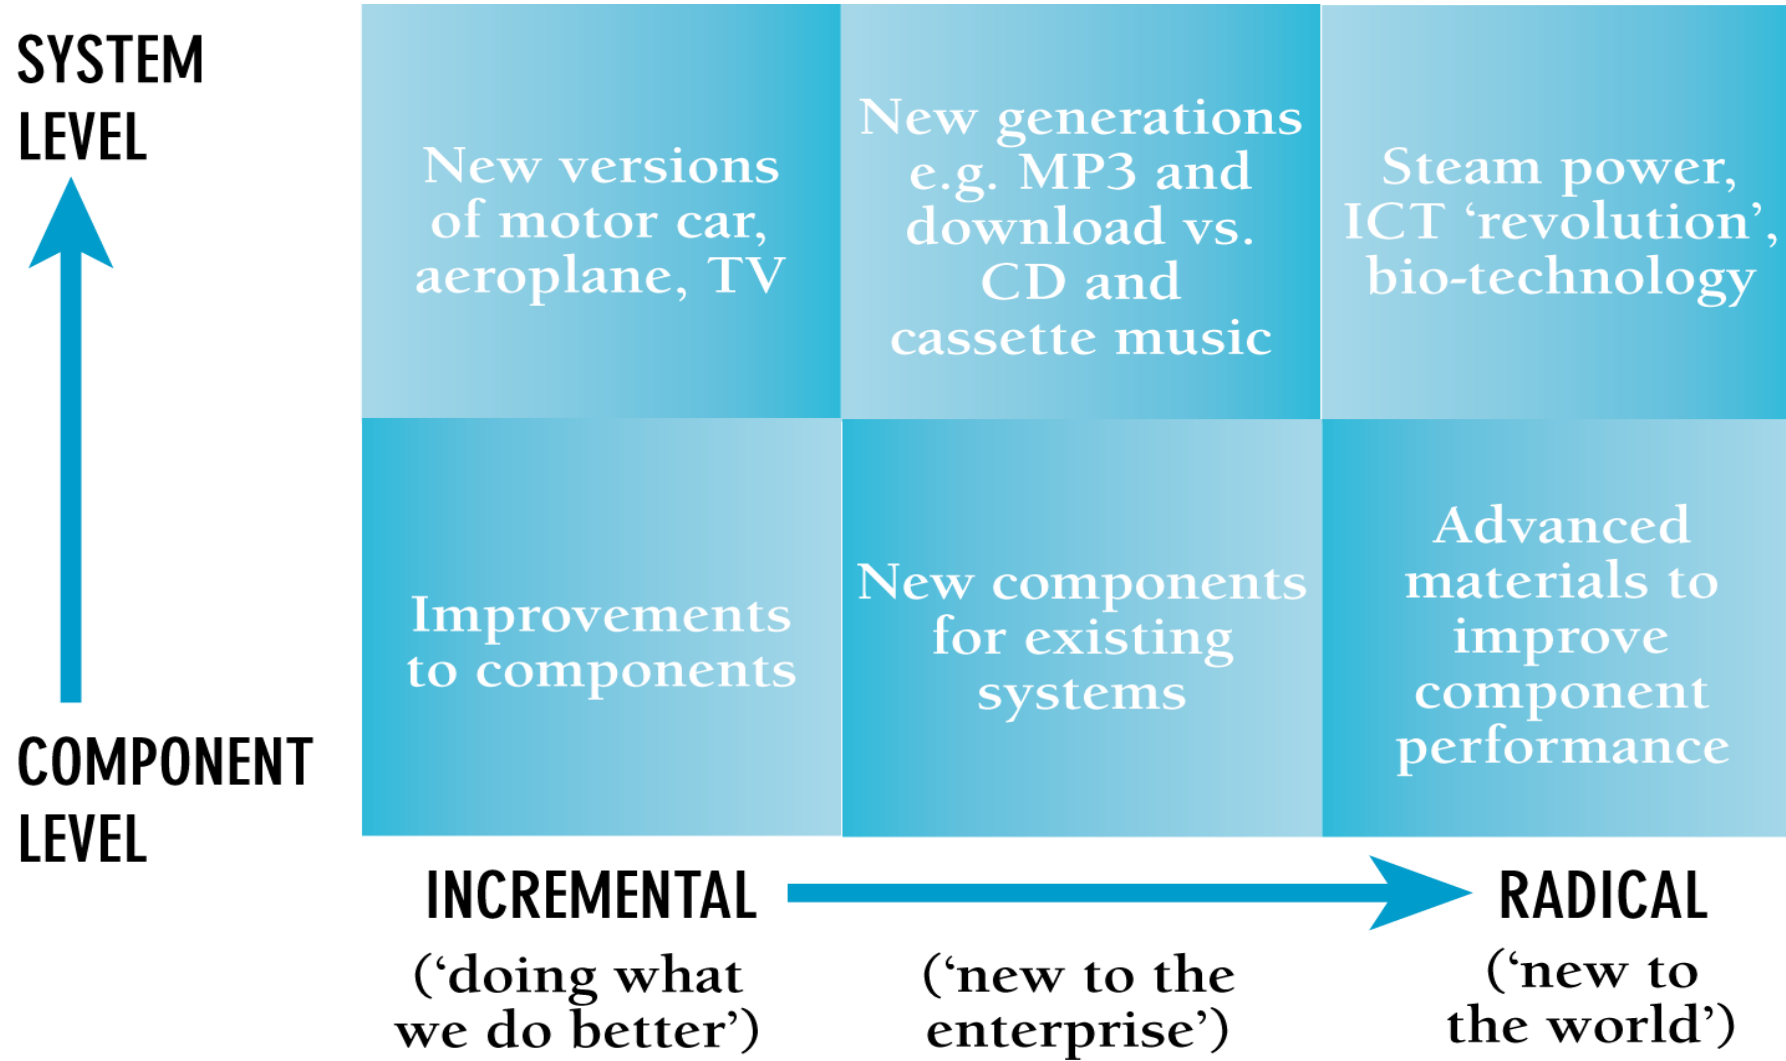 SYSTEM
LEVEL
New versions
of motor car,
aeroplane, TV
New generations
e.g. MP3 and
download vs.
CD and
cassette music
Steam power,
ICT ‘revolution’,
bio-technology
COMPONENT
LEVEL
Improvements
to components
New components
for existing
systems
Advanced
materials to
improve
component
performance
INCREMENTAL
RADICAL
(‘doing what
we do better’)
(‘new to the
enterprise’)
(‘new to
the world’)